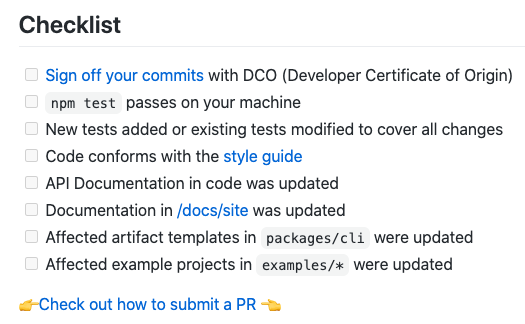 Checklist
Sign off your commits with DCO (Developer Certificate of Origin)
npm test passes on your machine
New tests added or existing tests modified to cover all changes
Code conforms with the style guide
API Documentation in code was updated
Documentation in /docs/site was updated
Affected artifact templates in packages/cli were updated
Affected example projects in examples/* were updated
👉Check out how to submit a PR 👈